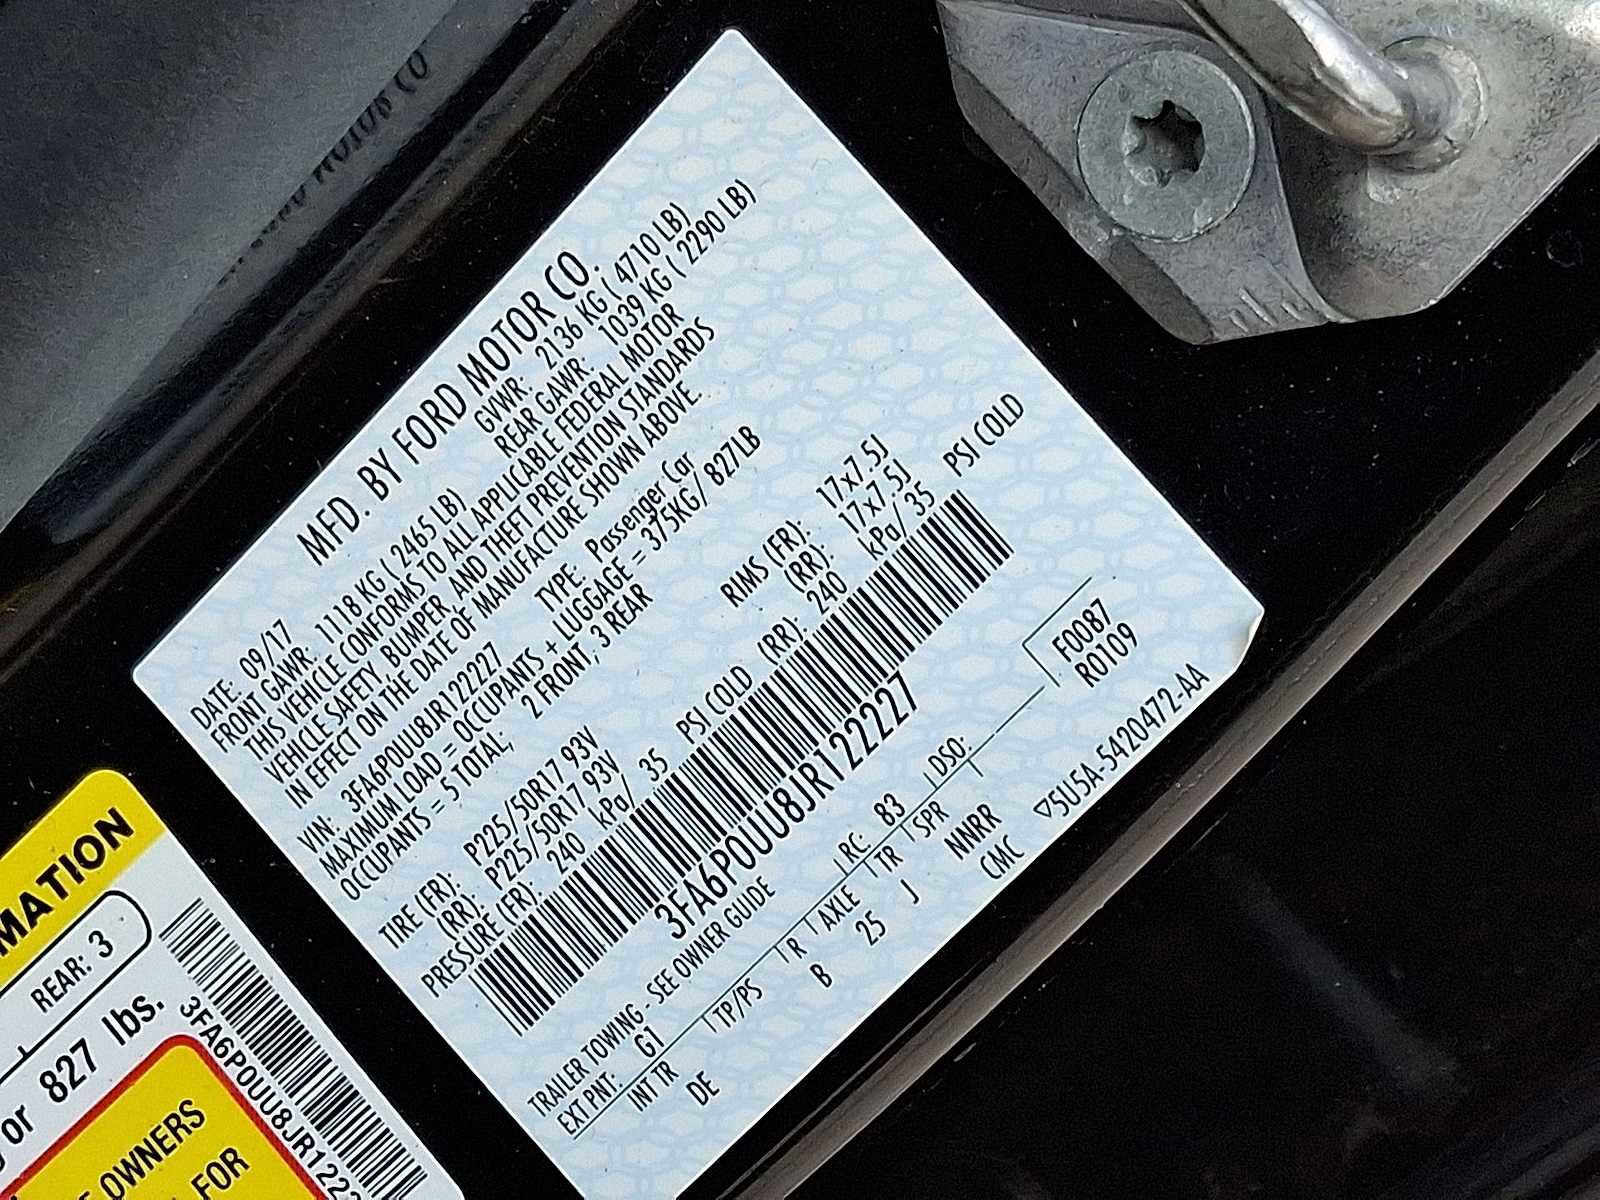 MOTOR CO
MFD. BY FORD MOTOR CO.
DATE: 09/17 GVWR: 2136 KG ( 4710 LB)
FRONT GAWR: 1118 KG ( 2465 LB) REAR GAWR: 1039 KG ( 2290 LB)
THIS VEHICLE CONFORMS TO ALL APPLICABLE FEDERAL MOTOR
VEHICLE SAFETY, BUMPER, AND THEFT PREVENTION STANDARDS
IN EFFECT ON THE DATE OF MANUFACTURE SHOWN ABOVE.
VIN: 3FA6P0UU8JR122227 TYPE: Passenger Car
MAXIMUM LOAD = OCCUPANTS + LUGGAGE = 375KG/ 827LB
OCCUPANTS = 5 TOTAL, 2 FRONT, 3 REAR
TIRE (FR): P225/50R17 93V RIMS (FR): 17x7.5J
(RR): P225/50R17 93V (RR): 17x7.5J
PRESSURE (FR): 240 kPa/ 35 PSI COLD (RR): 240 kPa/ 35 PSI COLD
3FA6P0UU8JR122227
F0087
R0109
TRAILER TOWING - SEE OWNER GUIDE
EXT PNT: G1 RC: 83 DSO:
INT TR TP/PS R AXLE TR SPR
DE B 25 J NNRR
CMC
5U5A-5420472-AA
MATION
REAR: 3
or 827 lbs.
3FA6P0UU8JR1222
OWNERS
FOR